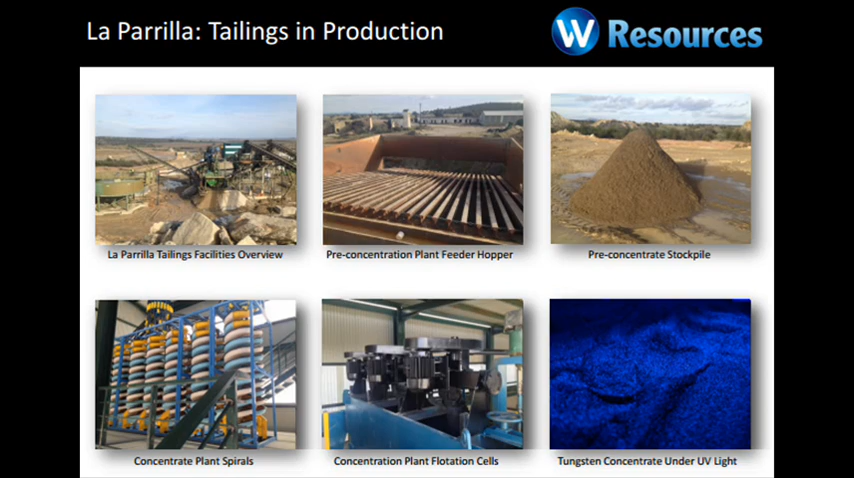 La Parrilla: Tailings in Production
W Resources
La Parrilla Tailings Facilities Overview
Pre-concentration Plant Feeder Hopper
Pre-concentrate Stockpile
Concentrate Plant Spirals
Concentration Plant Flotation Cells
Tungsten Concentrate Under UV Light